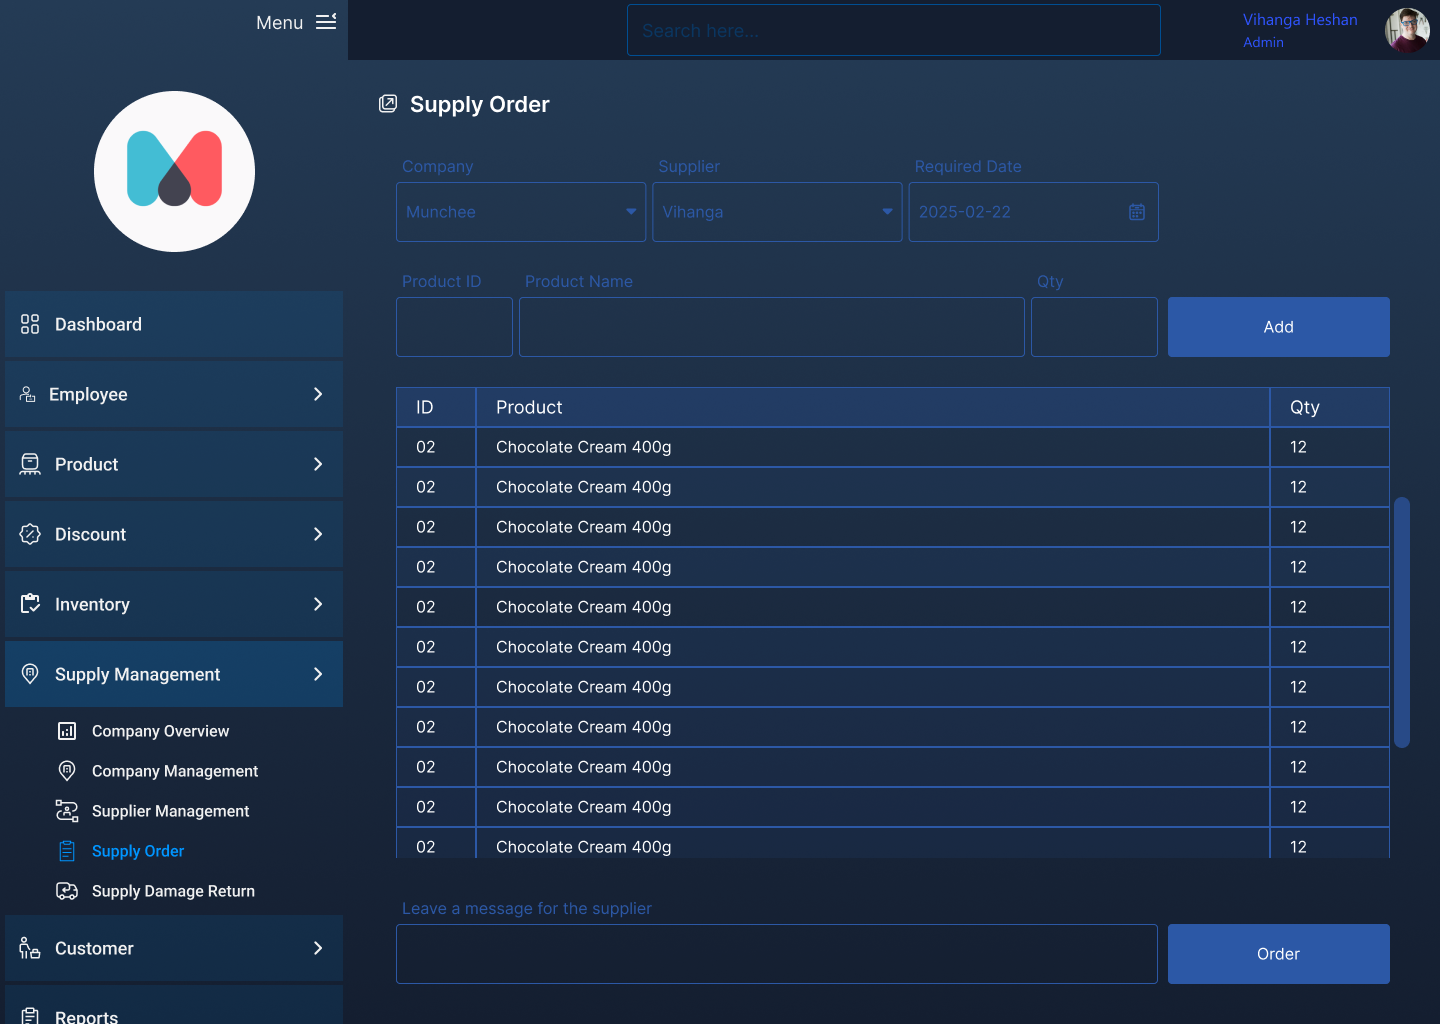 Menu
Search here...
Vihanga Heshan
Admin
Supply Order
Company Supplier Required Date
Munchee Vihanga 2025-02-22
Product ID Product Name Qty
Add
Dashboard
Employee
Product
Discount
Inventory
Supply Management
Company Overview
Company Management
Supplier Management
Supply Order
Supply Damage Return
Customer
Reports
ID Product Qty
02 Chocolate Cream 400g 12
02 Chocolate Cream 400g 12
02 Chocolate Cream 400g 12
02 Chocolate Cream 400g 12
02 Chocolate Cream 400g 12
02 Chocolate Cream 400g 12
02 Chocolate Cream 400g 12
02 Chocolate Cream 400g 12
02 Chocolate Cream 400g 12
02 Chocolate Cream 400g 12
02 Chocolate Cream 400g 12
Leave a message for the supplier
Order